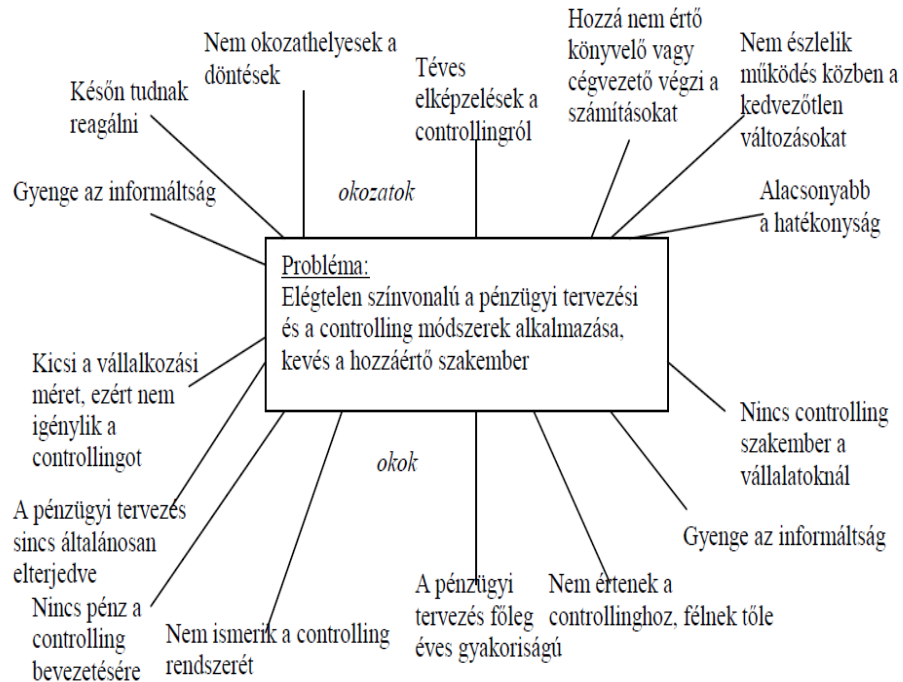 Nem okozathelyesek a
döntések
Hozzá nem értő
könyvelő vagy
cégvezető végzi a
számításokat
Nem észlelik
működés közben a
kedvezőtlen
változásokat
Téves
elképzelések a
controllingról
Későn tudnak
reagálni
Gyenge az informáltság
okozatok
Alacsonyabb
a hatékonyság
Probléma:
Elégtelen színvonalú a pénzügyi tervezési
és a controlling módszerek alkalmazása,
kevés a hozzáértő szakember
Kicsi a vállalkozási
méret, ezért nem
igénylik a
controllingot
okok
Nincs controlling
szakember a
vállalatoknál
A pénzügyi tervezés
sincs általánosan
elterjedve
Gyenge az informáltság
Nincs pénz a
controlling
bevezetésére
Nem ismerik a controlling
rendszerét
A pénzügyi
tervezés főleg
éves gyakoriságú
Nem értenek a
controllinghoz, félnek tőle